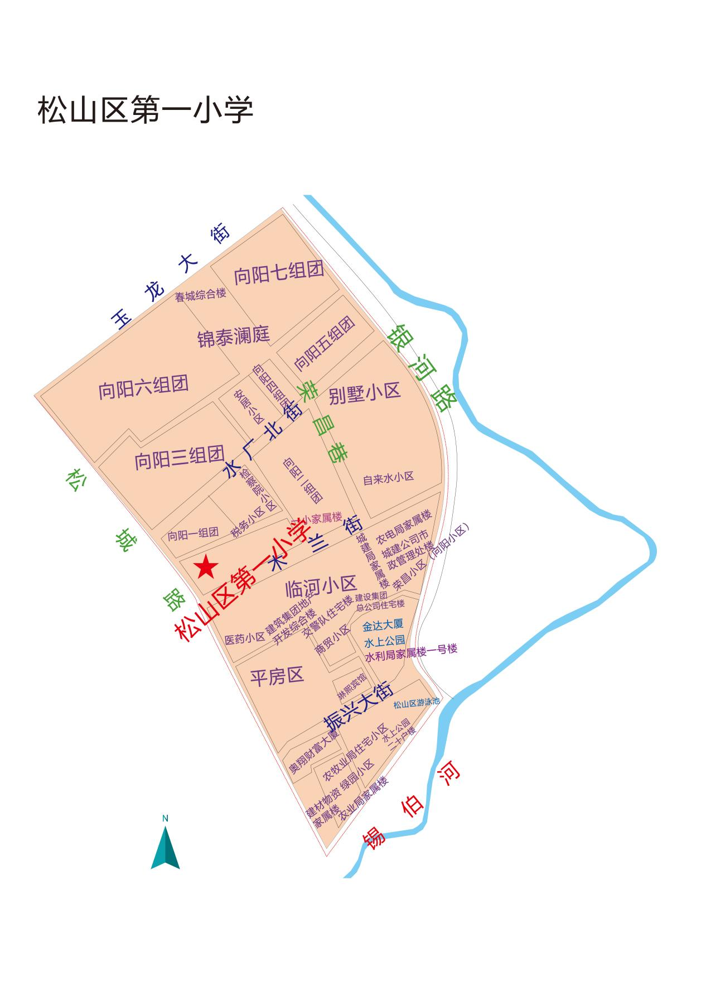 松山区第一小学
玉龙大街
向阳七组团
春城综合楼
锦泰澜庭
向阳五组团
银河路
向阳六组团
向阳四组团
安居小区
荣昌巷
别墅小区
水广北街
向阳三组团
向阳二组团
检察院小区
自来水小区
松城路
税务小区
向阳一组团
一小家属楼
木兰街
松山区第一小学
城建局家属楼
农电局家属楼
城建公司市
政管理处楼
荣昌小区（向阳小区）
临河小区
建设集团
总公司住宅楼
建筑集团地产
开发综合楼
交警队住宅楼
医药小区
商贸小区
金达大厦
水上公园
水利局家属楼一号楼
平房区
琳熙宾馆
振兴大街
松山区游泳池
水上公园
二十户楼
奥翔财富大厦
农牧业局住宅小区
绿园小区
建材物资
家属楼
农业局家属楼
锡伯河
N